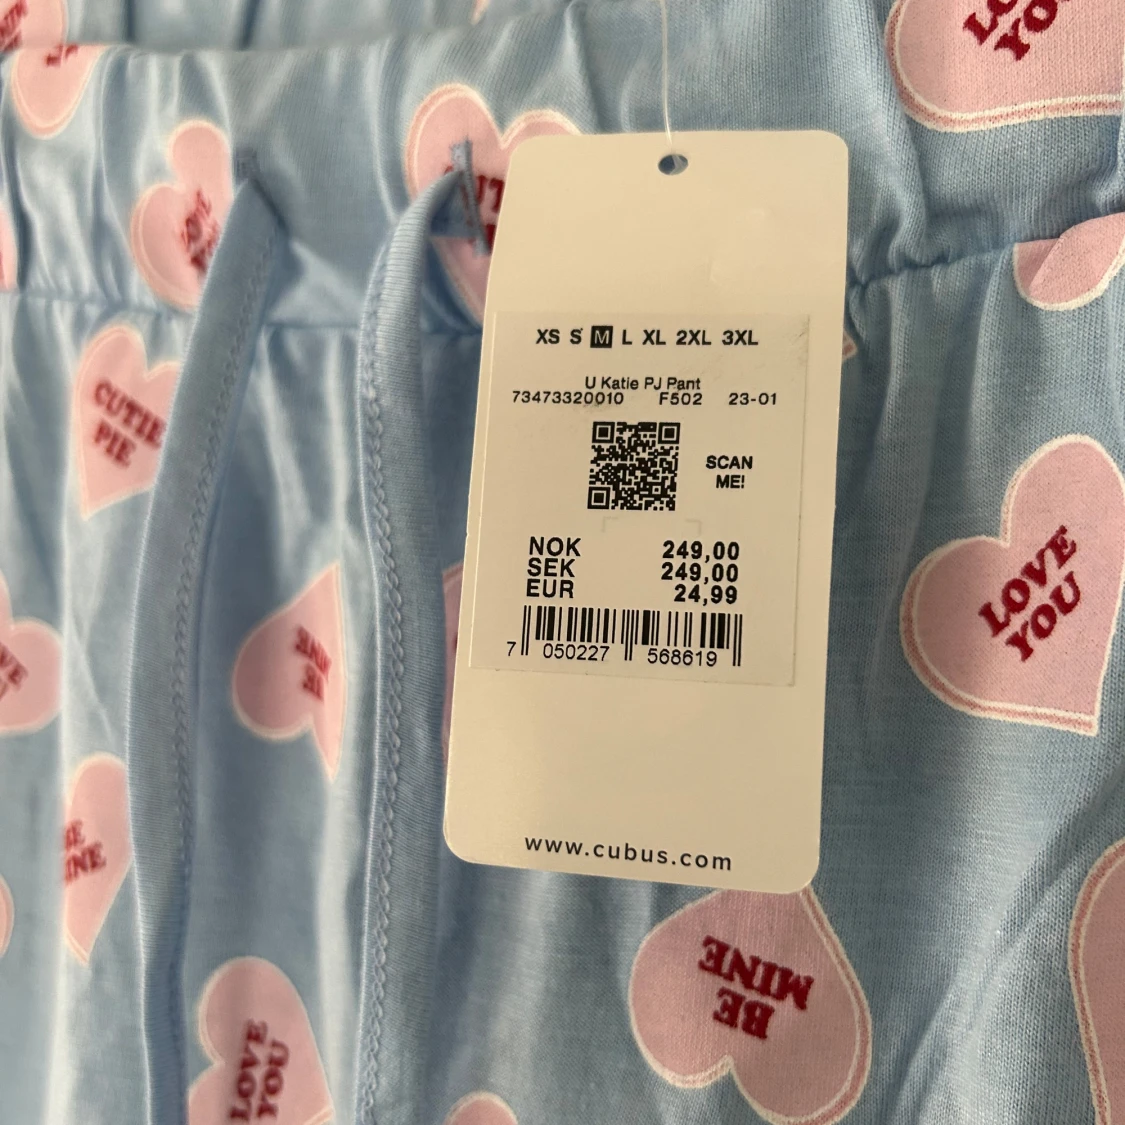 LOVE
YOU
XS S M L XL 2XL 3XL
U Katie PJ Pant
73473320010 F502 23-01
SCAN
ME!
NOK 249,00
SEK 249,00
EUR 24,99
7 050227 568619
www.cubus.com
CUTIE
PIE
LOVE
YOU
BE
MINE
LOVE
YOU